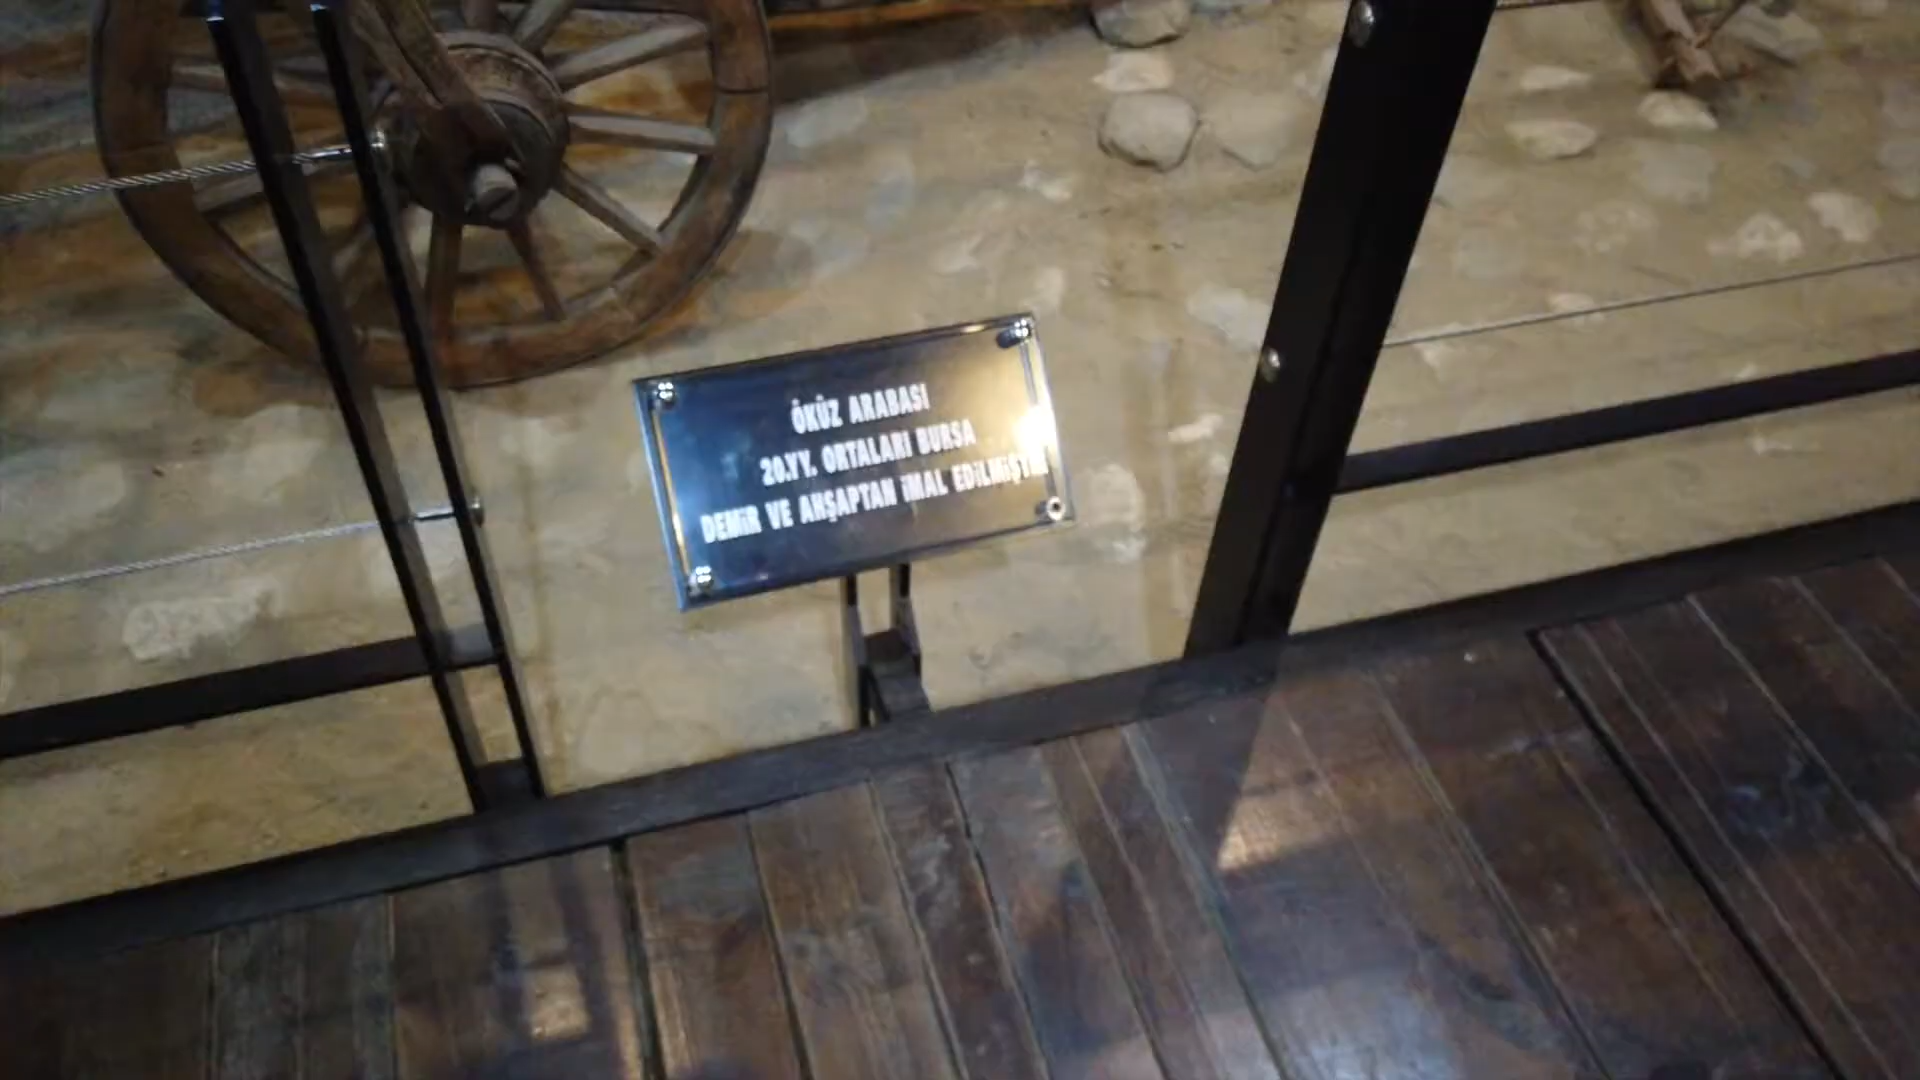 ÖKÜZ ARABASI
20.YY. ORTALARI BURSA
DEMİR VE AHŞAPTAN İMAL EDİLMİŞTİR